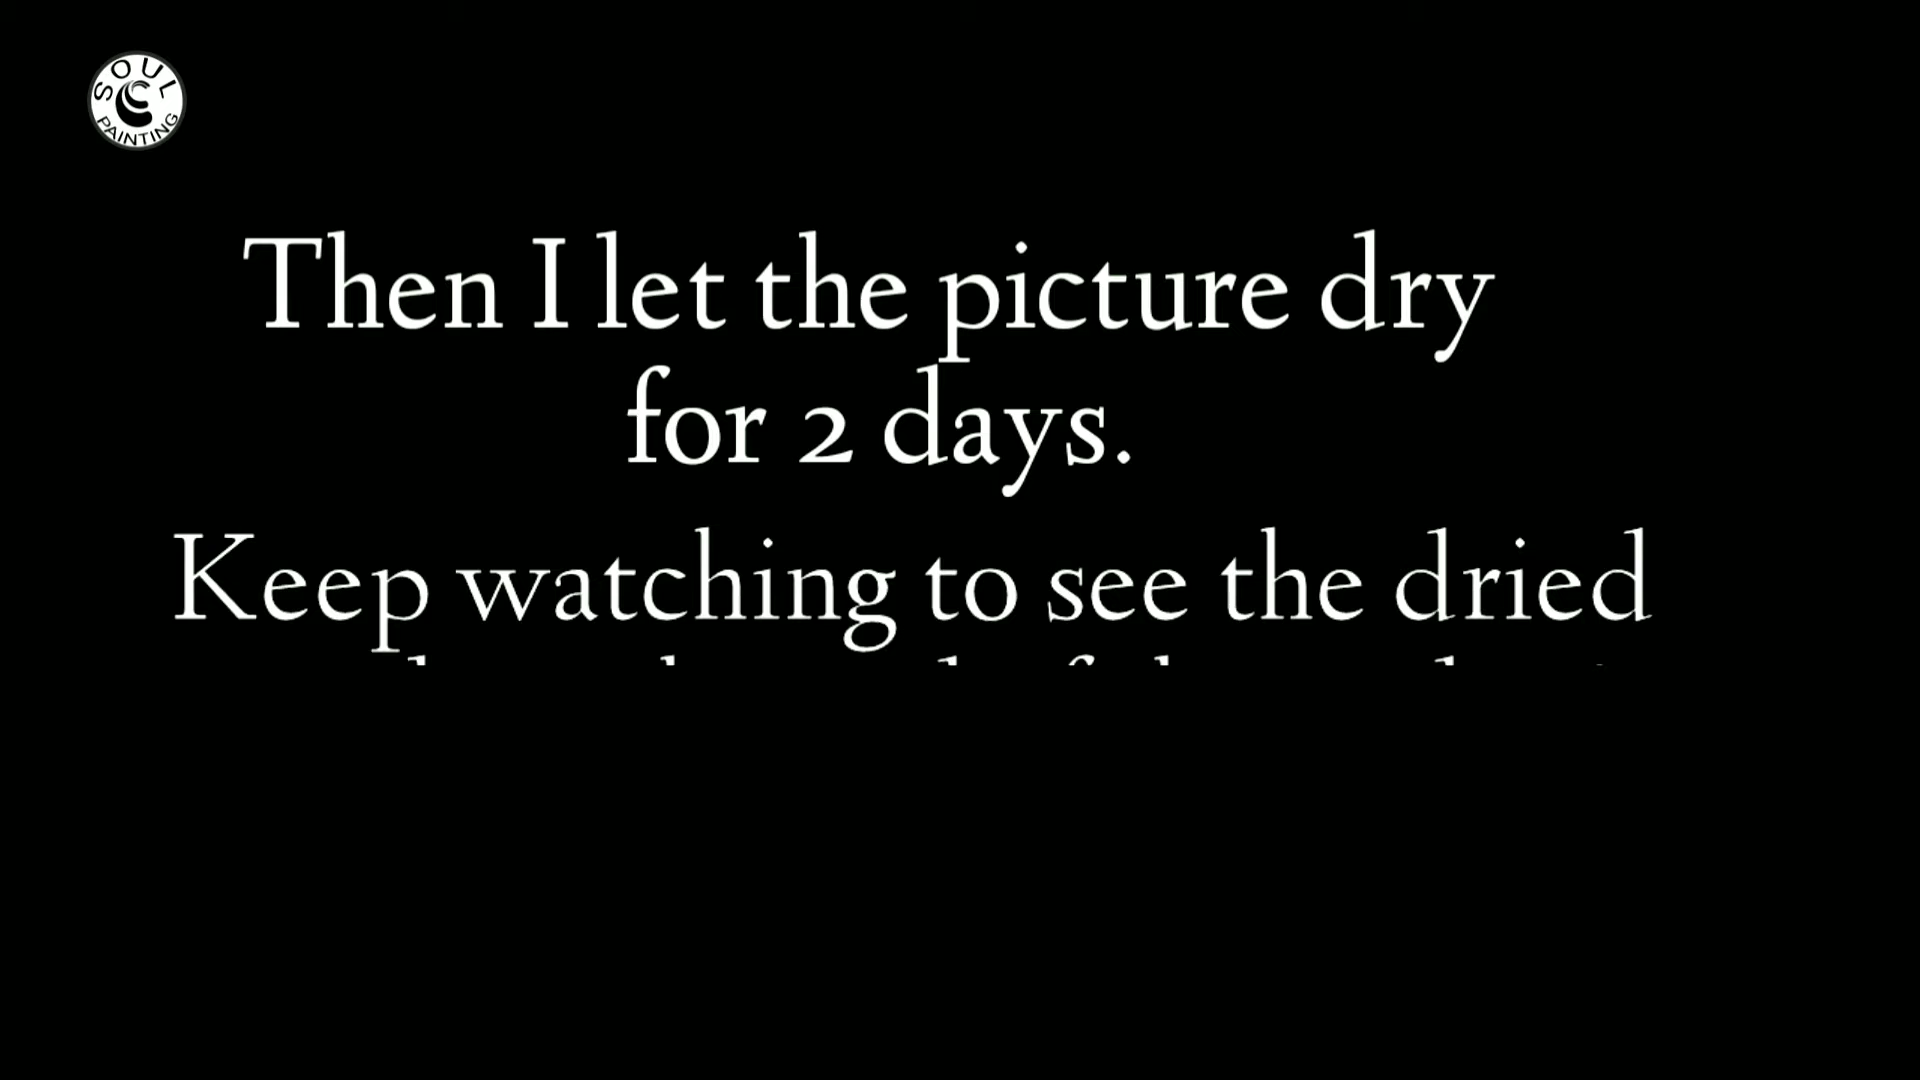 SOUL
PAINTING
Then I let the picture dry
for 2 days.
Keep watching to see the dried